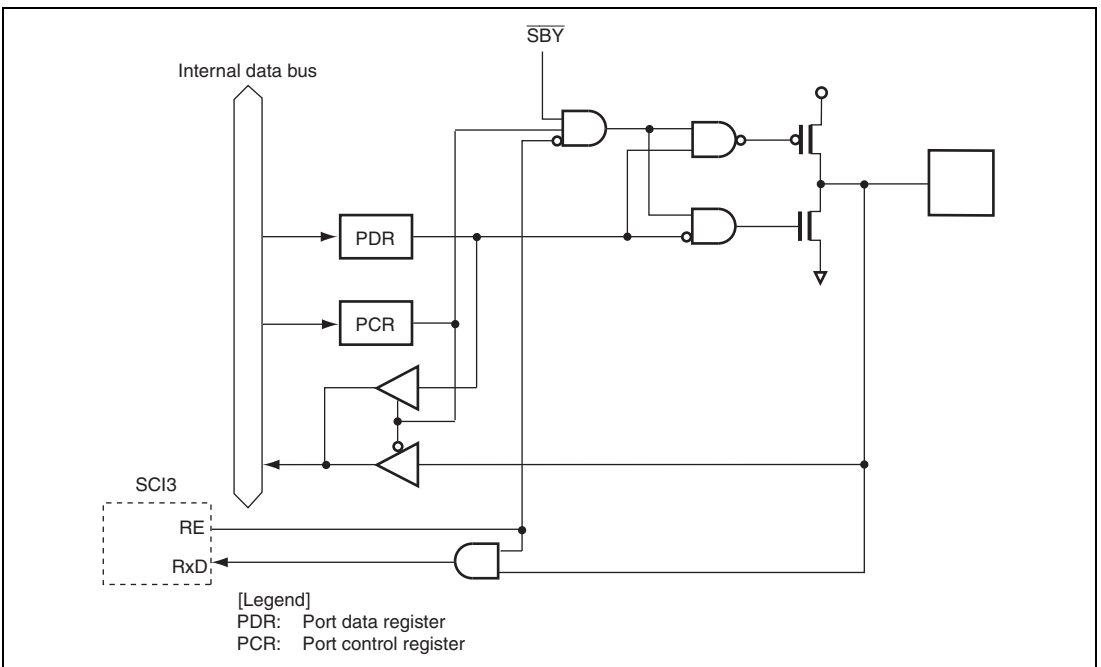 SBY
Internal data bus
PDR
PCR
SCI3
RE
RxD
[Legend]
PDR: Port data register
PCR: Port control register